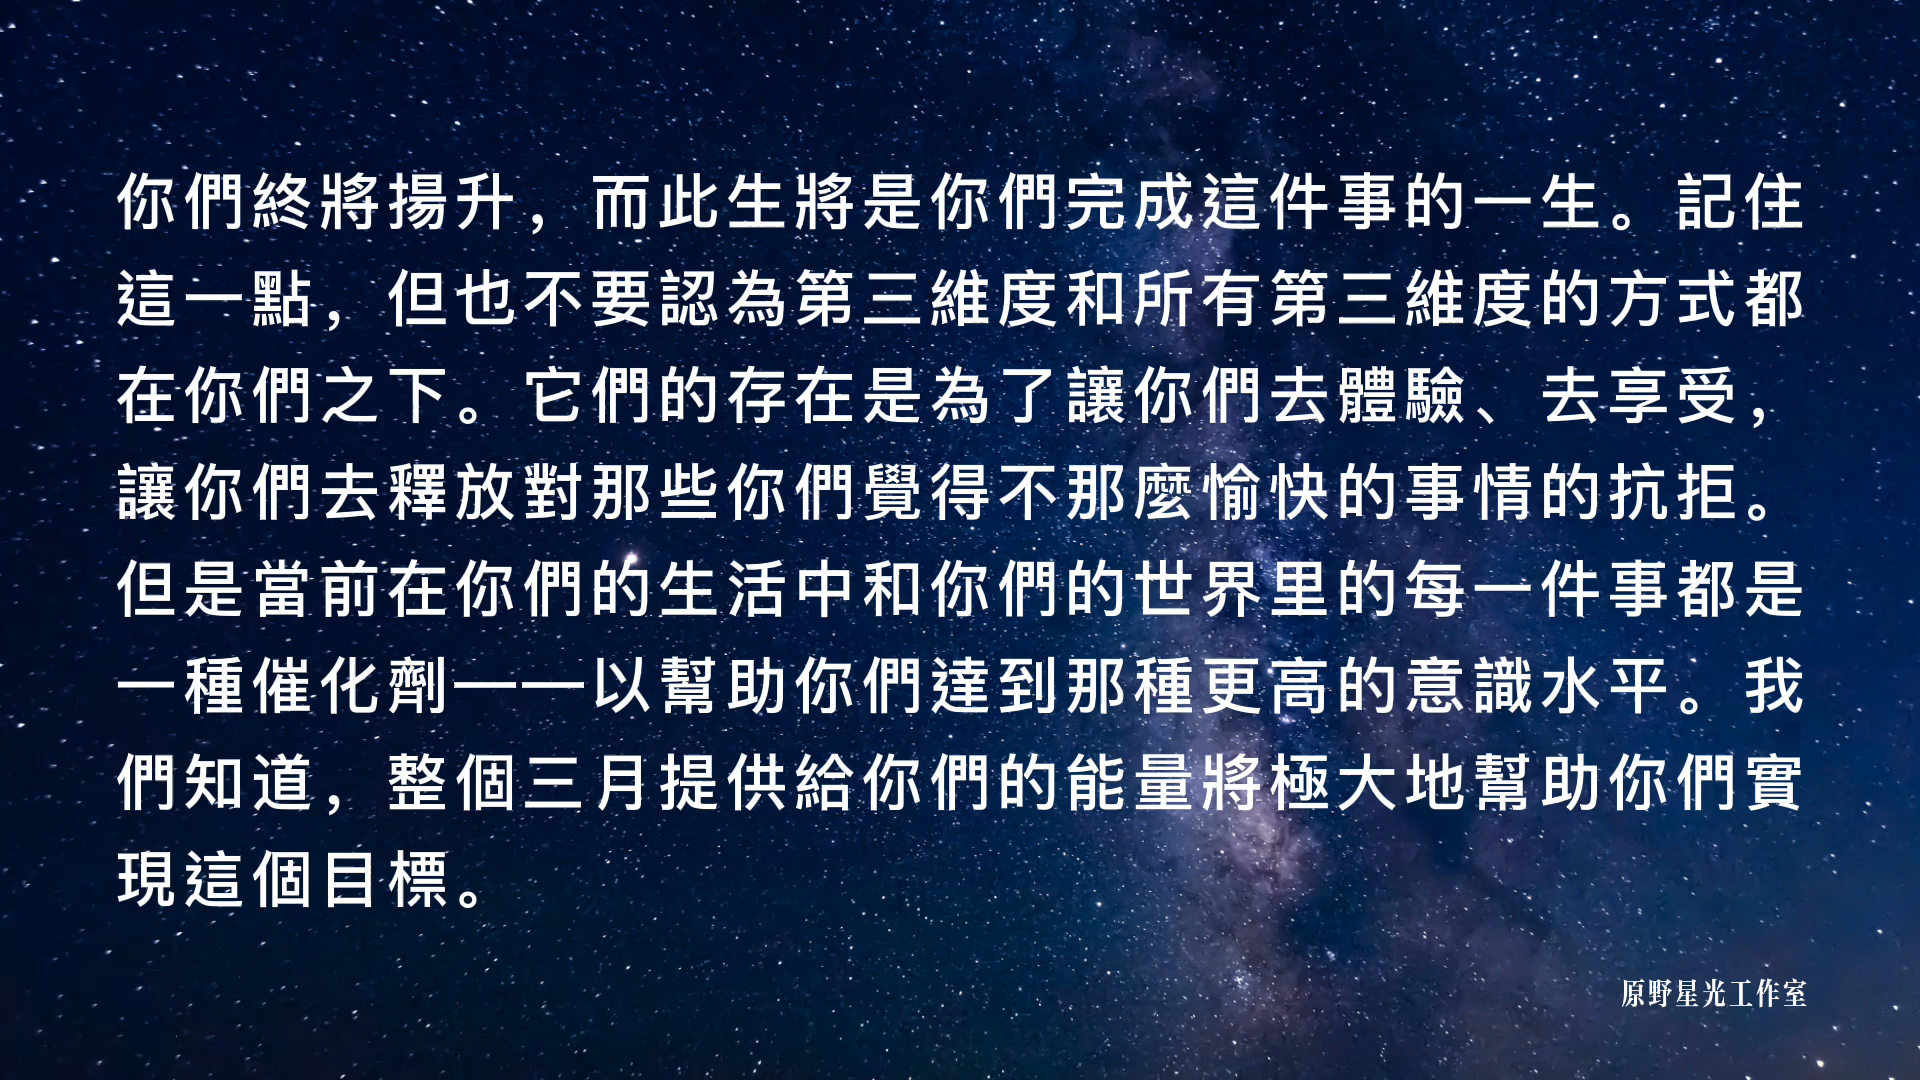 你們終將揚升，而此生將是你們完成這件事的一生。記住
這一點，但也不要認為第三維度和所有第三維度的方式都
在你們之下。它們的存在是為了讓你們去體驗、去享受，
讓你們去釋放對那些你們覺得不那麼愉快的事情的抗拒。
但是當前在你們的生活中和你們的世界里的每一件事都是
一種催化劑——以幫助你們達到那種更高的意識水平。我
們知道，整個三月提供給你們的能量將極大地幫助你們實
現這個目標。
原野星光工作室